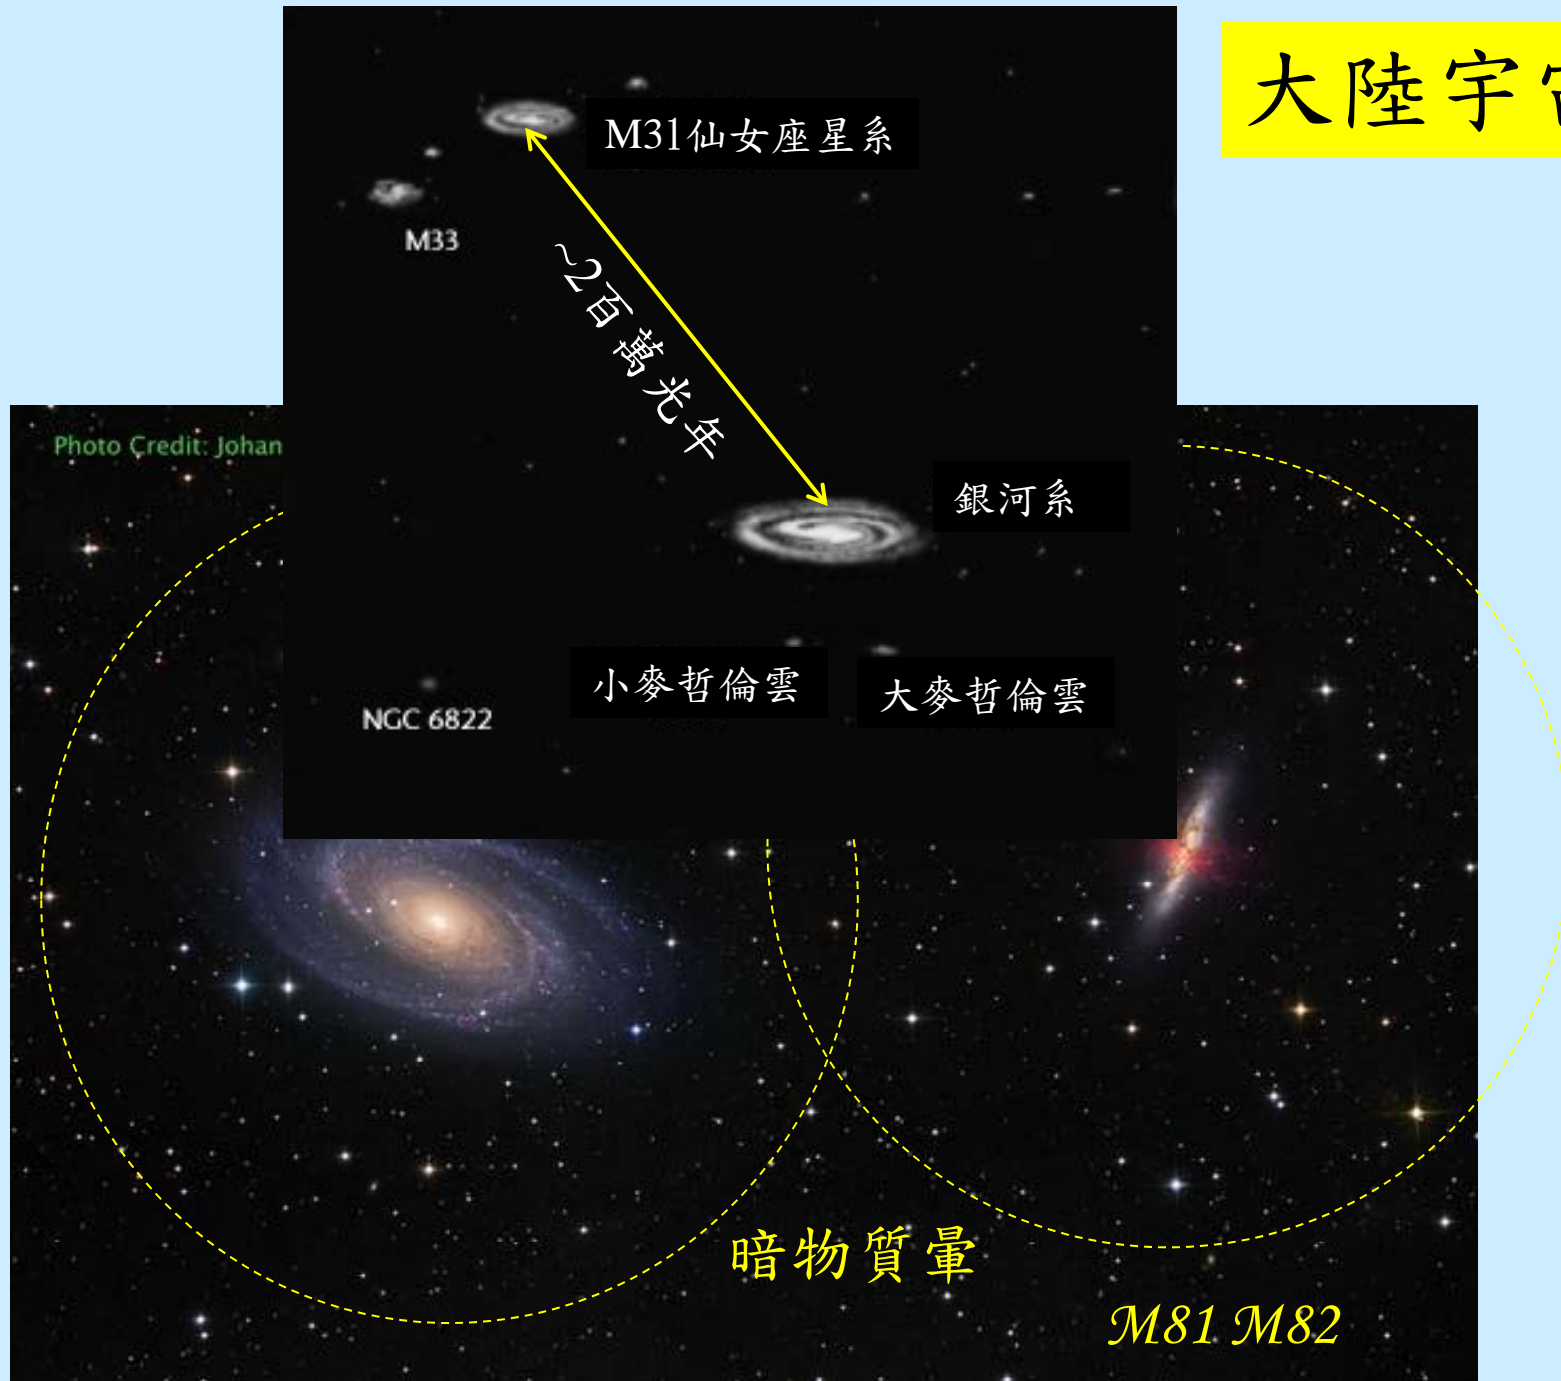 大陸宇
M31仙女座星系
M33
~2百萬光年
Photo Credit: Johan
銀河系
小麥哲倫雲
大麥哲倫雲
NGC 6822
暗物質暈
M81 M82